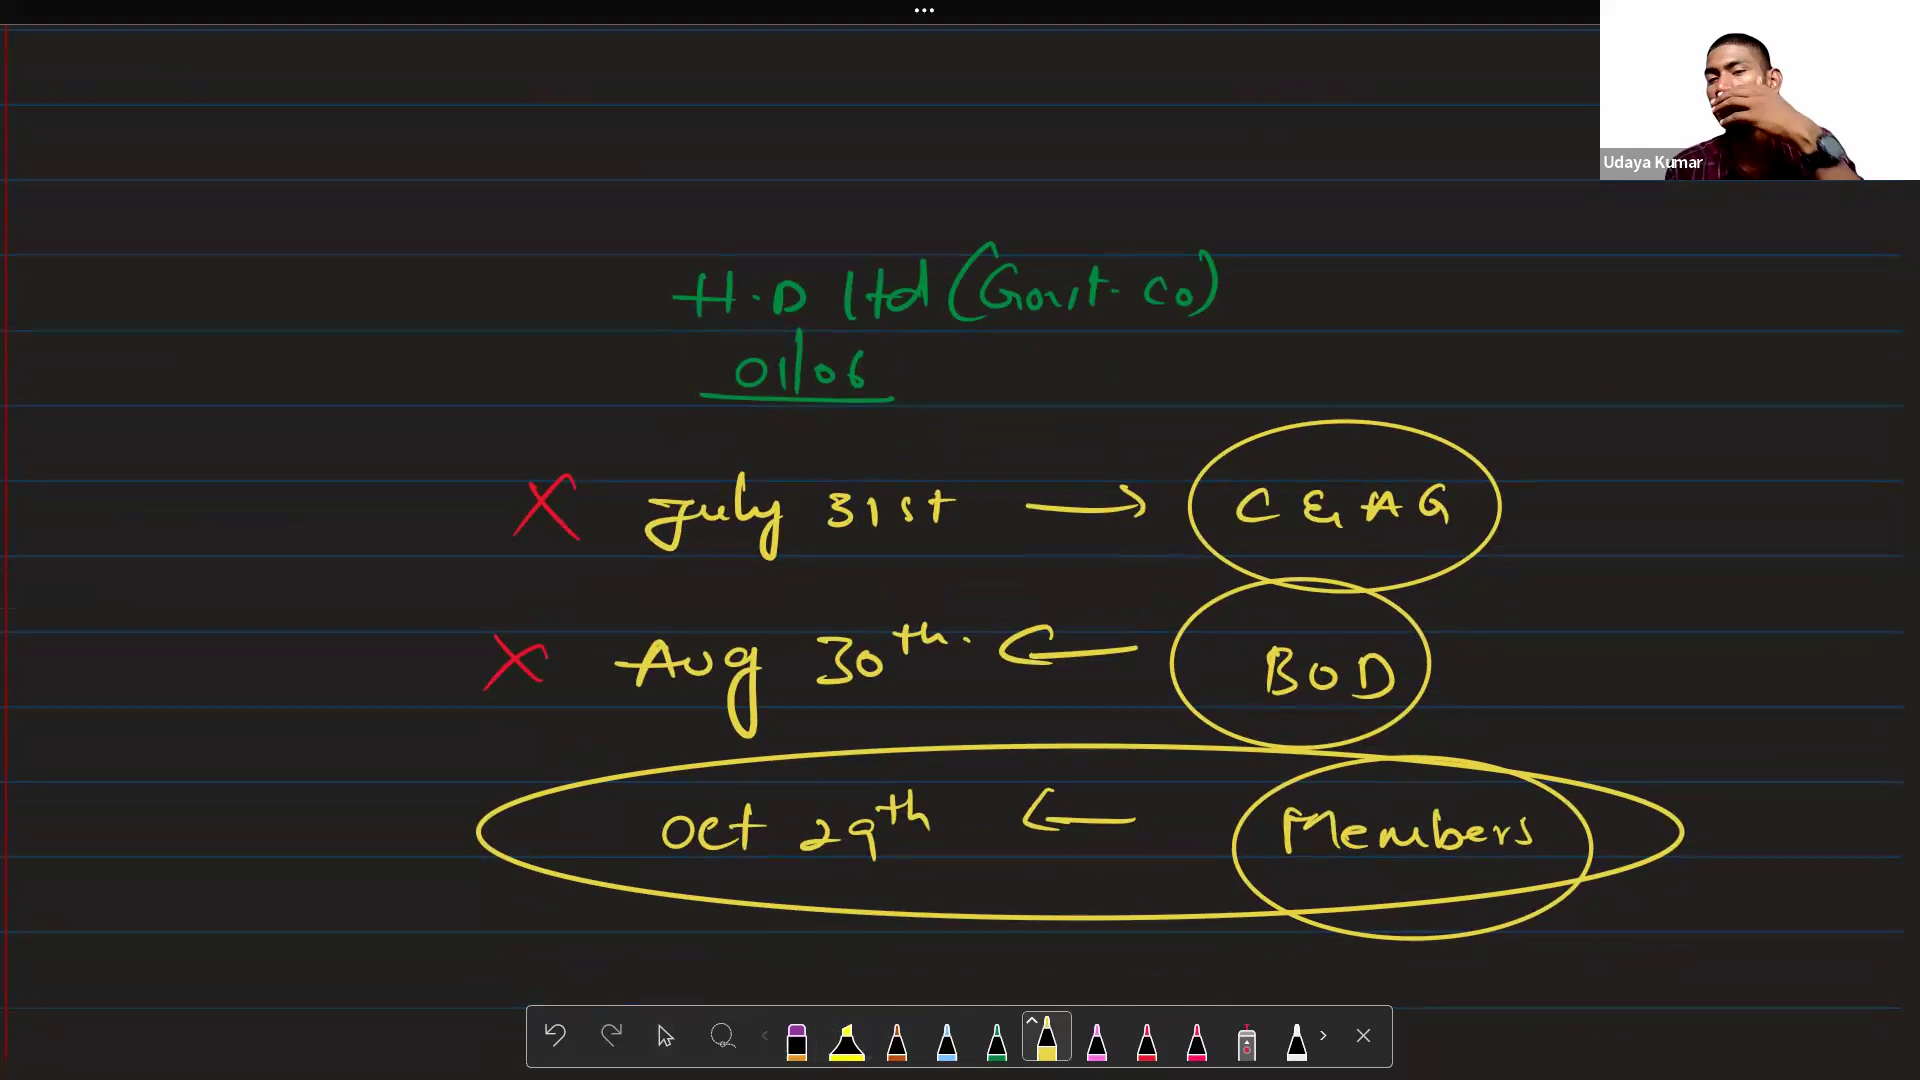 Udaya Kumar
H.D ltd (Govt. Co)
01/06
X July 31st → C&AG
X Aug 30th. ← BOD
Oct 29th ← Members